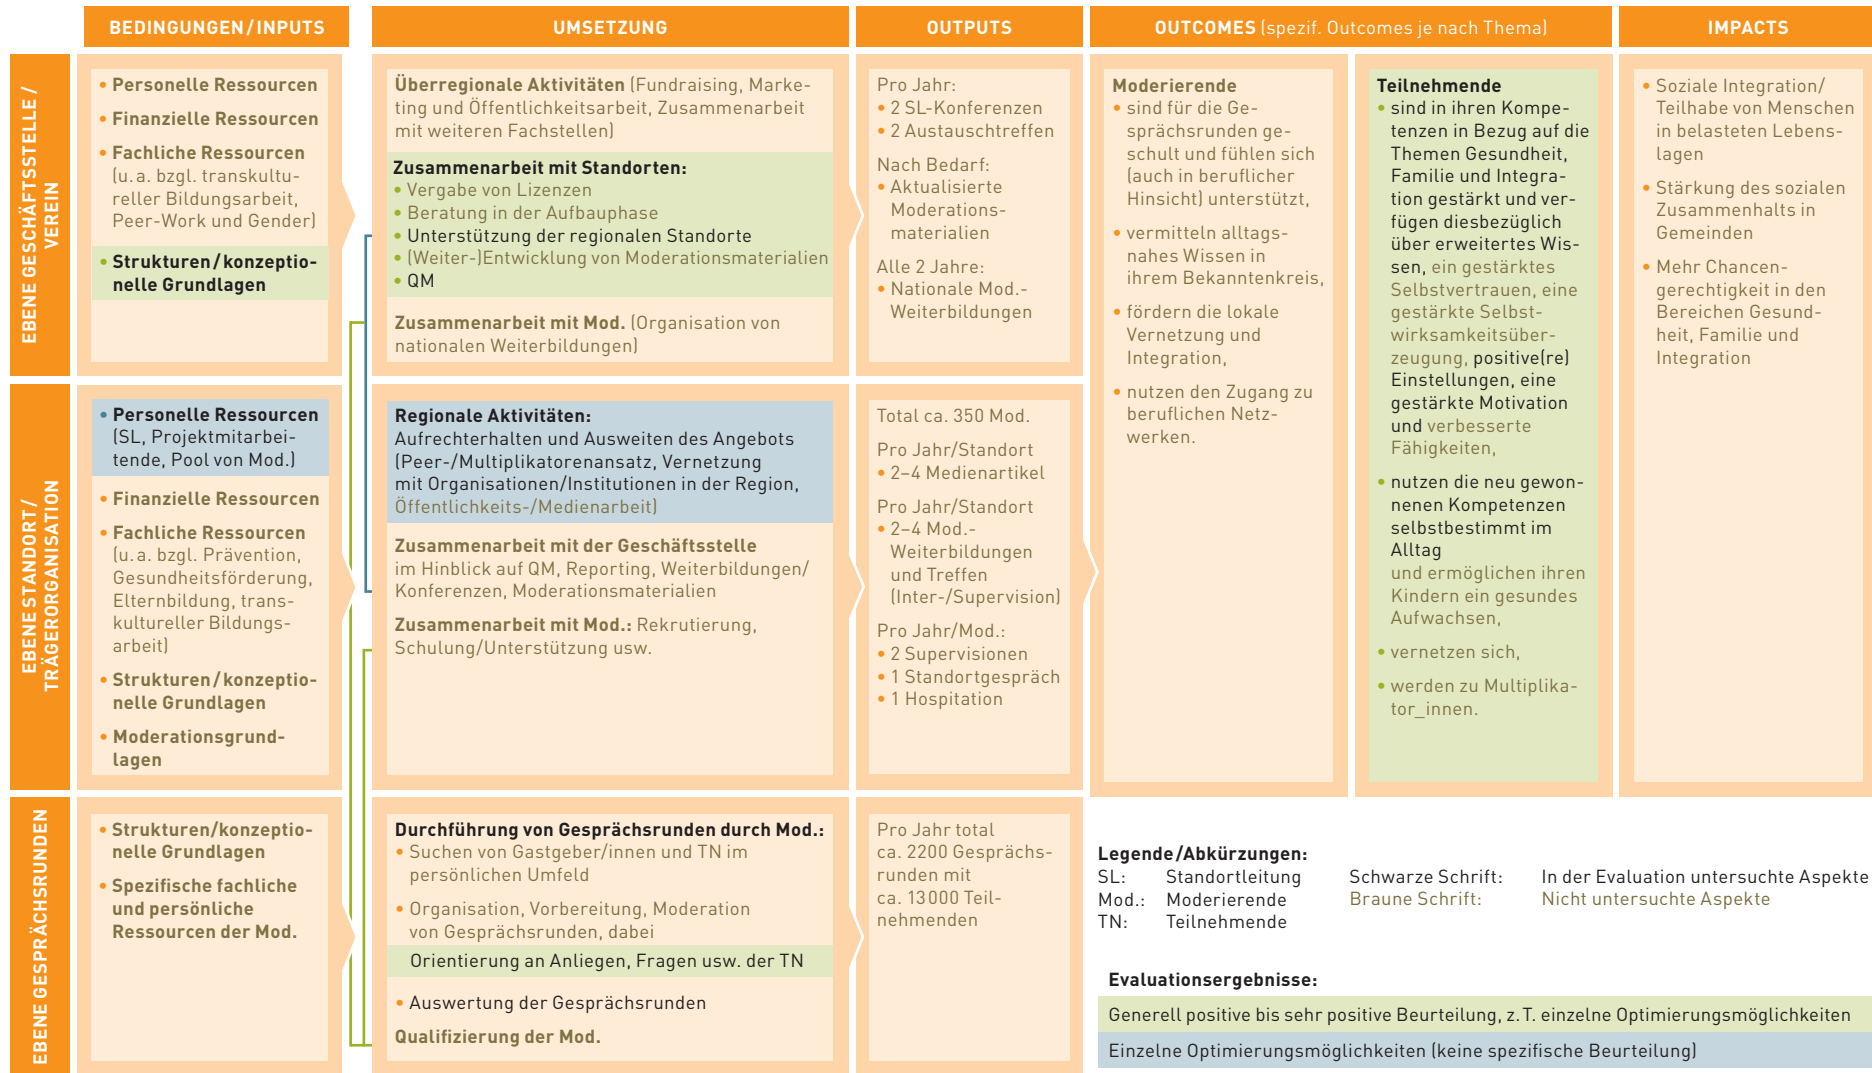 BEDINGUNGEN/INPUTS
UMSETZUNG
OUTPUTS
OUTCOMES (spezif. Outcomes je nach Thema)
IMPACTS
EBENE GESCHÄFTSSTELLE /
VEREIN
• Personelle Ressourcen
• Finanzielle Ressourcen
• Fachliche Ressourcen
(u.a. bzgl. transkultu-
reller Bildungsarbeit,
Peer-Work und Gender)
• Strukturen/konzeptio-
nelle Grundlagen
Überregionale Aktivitäten (Fundraising, Marke-
ting und Öffentlichkeitsarbeit, Zusammenarbeit
mit weiteren Fachstellen)
Zusammenarbeit mit Standorten:
• Vergabe von Lizenzen
• Beratung in der Aufbauphase
• Unterstützung der regionalen Standorte
• (Weiter-)Entwicklung von Moderationsmaterialien
• QM
Zusammenarbeit mit Mod. (Organisation von
nationalen Weiterbildungen)
Pro Jahr:
• 2 SL-Konferenzen
• 2 Austauschtreffen
Nach Bedarf:
• Aktualisierte
Moderations-
materialien
Alle 2 Jahre:
• Nationale Mod.-
Weiterbildungen
Moderierende
• sind für die Ge-
sprächsrunden ge-
schult und fühlen sich
(auch in beruflicher
Hinsicht) unterstützt,
• vermitteln alltags-
nahes Wissen in
ihrem Bekanntenkreis,
• fördern die lokale
Vernetzung und
Integration,
• nutzen den Zugang zu
beruflichen Netz-
werken.
Teilnehmende
• sind in ihren Kompe-
tenzen in Bezug auf die
Themen Gesundheit,
Familie und Integra-
tion gestärkt und ver-
fügen diesbezüglich
über erweitertes Wis-
sen, ein gestärktes
Selbstvertrauen, eine
gestärkte Selbst-
wirksamkeitsüber-
zeugung, positive(re)
Einstellungen, eine
gestärkte Motivation
und verbesserte
Fähigkeiten,
• nutzen die neu gewon-
nenen Kompetenzen
selbstbestimmt im
Alltag
und ermöglichen ihren
Kindern ein gesundes
Aufwachsen,
• vernetzen sich,
• werden zu Multiplika-
tor_innen.
• Soziale Integration/
Teilhabe von Menschen
in belasteten Lebens-
lagen
• Stärkung des sozialen
Zusammenhalts in
Gemeinden
• Mehr Chancen-
gerechtigkeit in den
Bereichen Gesund-
heit, Familie und
Integration
EBENE STANDORT/
TRÄGERORGANISATION
• Personelle Ressourcen
(SL, Projektmitarbei-
tende, Pool von Mod.)
• Finanzielle Ressourcen
• Fachliche Ressourcen
(u.a. bzgl. Prävention,
Gesundheitsförderung,
Elternbildung, trans-
kultureller Bildungs-
arbeit)
• Strukturen/konzeptio-
nelle Grundlagen
• Moderationsgrund-
lagen
Regionale Aktivitäten:
Aufrechterhalten und Ausweiten des Angebots
(Peer-/Multiplikatorenansatz, Vernetzung
mit Organisationen/Institutionen in der Region,
Öffentlichkeits-/Medienarbeit)
Zusammenarbeit mit der Geschäftsstelle
im Hinblick auf QM, Reporting, Weiterbildungen/
Konferenzen, Moderationsmaterialien
Zusammenarbeit mit Mod.: Rekrutierung,
Schulung/Unterstützung usw.
Total ca. 350 Mod.
Pro Jahr/Standort
• 2–4 Medienartikel
Pro Jahr/Standort
• 2–4 Mod.-
Weiterbildungen
und Treffen
(Inter-/Supervision)
Pro Jahr/Mod.:
• 2 Supervisionen
• 1 Standortgespräch
• 1 Hospitation
EBENE GESPRÄCHSRUNDEN
• Strukturen/konzeptio-
nelle Grundlagen
• Spezifische fachliche
und persönliche
Ressourcen der Mod.
Durchführung von Gesprächsrunden durch Mod.:
• Suchen von Gastgeber/innen und TN im
persönlichen Umfeld
• Organisation, Vorbereitung, Moderation
von Gesprächsrunden, dabei
Orientierung an Anliegen, Fragen usw. der TN
• Auswertung der Gesprächsrunden
Qualifizierung der Mod.
Pro Jahr total
ca. 2200 Gesprächs-
runden mit
ca. 13000 Teil-
nehmenden
Legende/Abkürzungen:
SL: Standortleitung
Mod.: Moderierende
TN: Teilnehmende
Schwarze Schrift: In der Evaluation untersuchte Aspekte
Braune Schrift: Nicht untersuchte Aspekte
Evaluationsergebnisse:
Generell positive bis sehr positive Beurteilung, z.T. einzelne Optimierungsmöglichkeiten
Einzelne Optimierungsmöglichkeiten (keine spezifische Beurteilung)